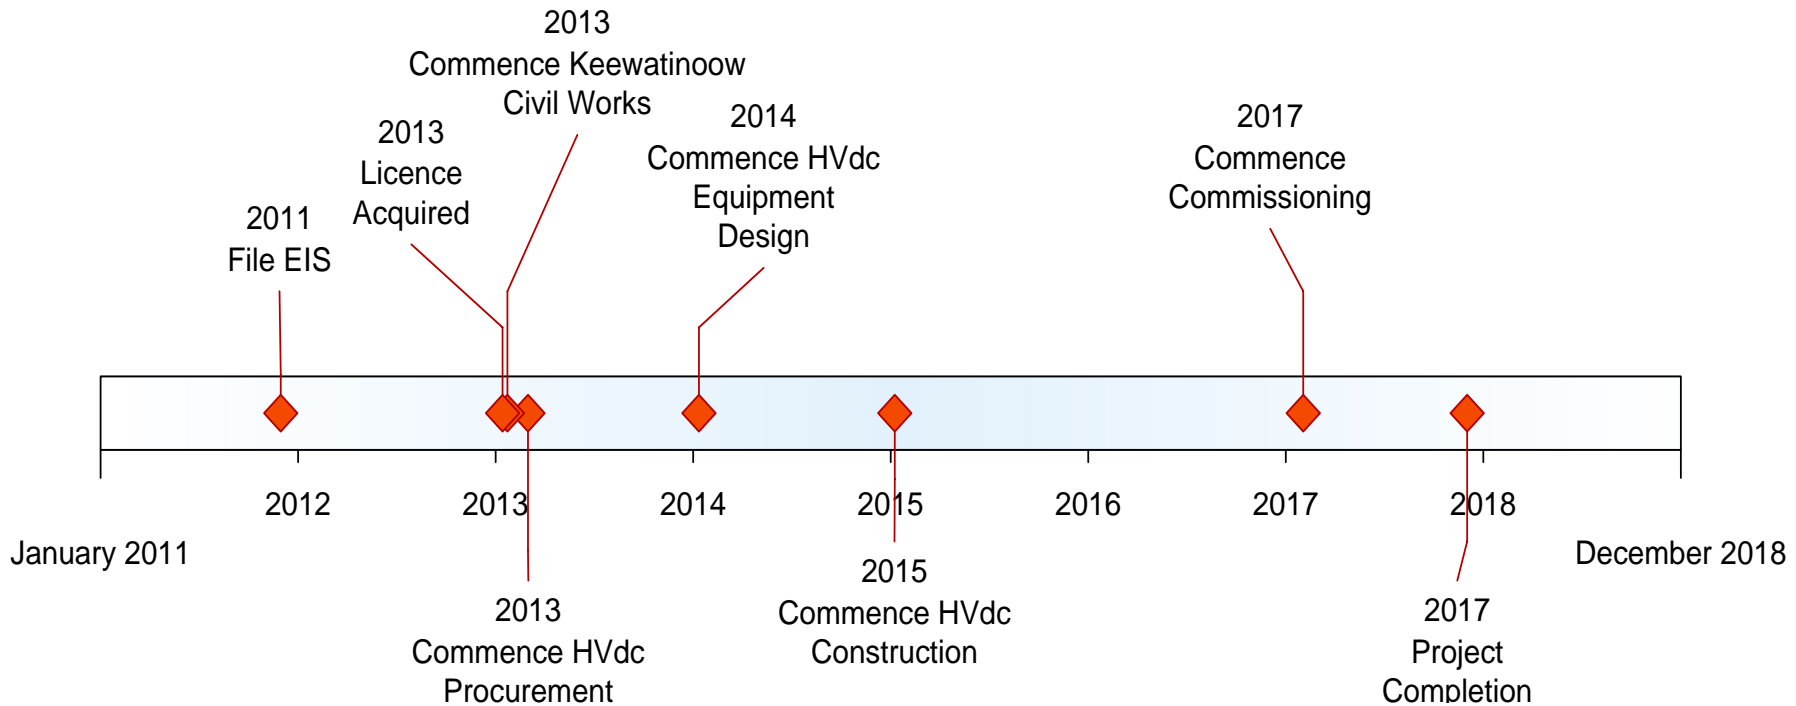 2013
Commence Keewatinoow
Civil Works
2013
Licence
Acquired
2014
Commence HVdc
Equipment
Design
2017
Commence
Commissioning
2011
File EIS
2012
2013
2014
2015
2016
2017
2018
January 2011
December 2018
2013
Commence HVdc
Procurement
2015
Commence HVdc
Construction
2017
Project
Completion